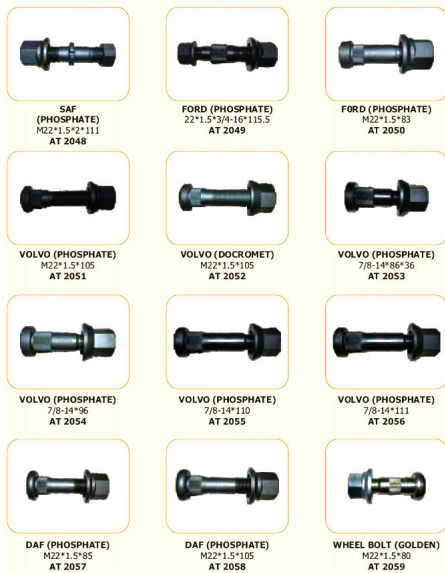 SAF
(PHOSPHATE)
M22*1.5*2*111
AT 2048
FORD (PHOSPHATE)
22*1.5*3/4-16*115.5
AT 2049
F0RD (PHOSPHATE)
M22*1.5*83
AT 2050
VOLVO (PHOSPHATE)
M22*1.5*105
AT 2051
VOLVO (DOCROMET)
M22*1.5*105
AT 2052
VOLVO (PHOSPHATE)
7/8-14*86*36
AT 2053
VOLVO (PHOSPHATE)
7/8-14*96
AT 2054
VOLVO (PHOSPHATE)
7/8-14*110
AT 2055
VOLVO (PHOSPHATE)
7/8-14*111
AT 2056
DAF (PHOSPHATE)
M22*1.5*85
AT 2057
DAF (PHOSPHATE)
M22*1.5*105
AT 2058
WHEEL BOLT (GOLDEN)
M22*1.5*80
AT 2059